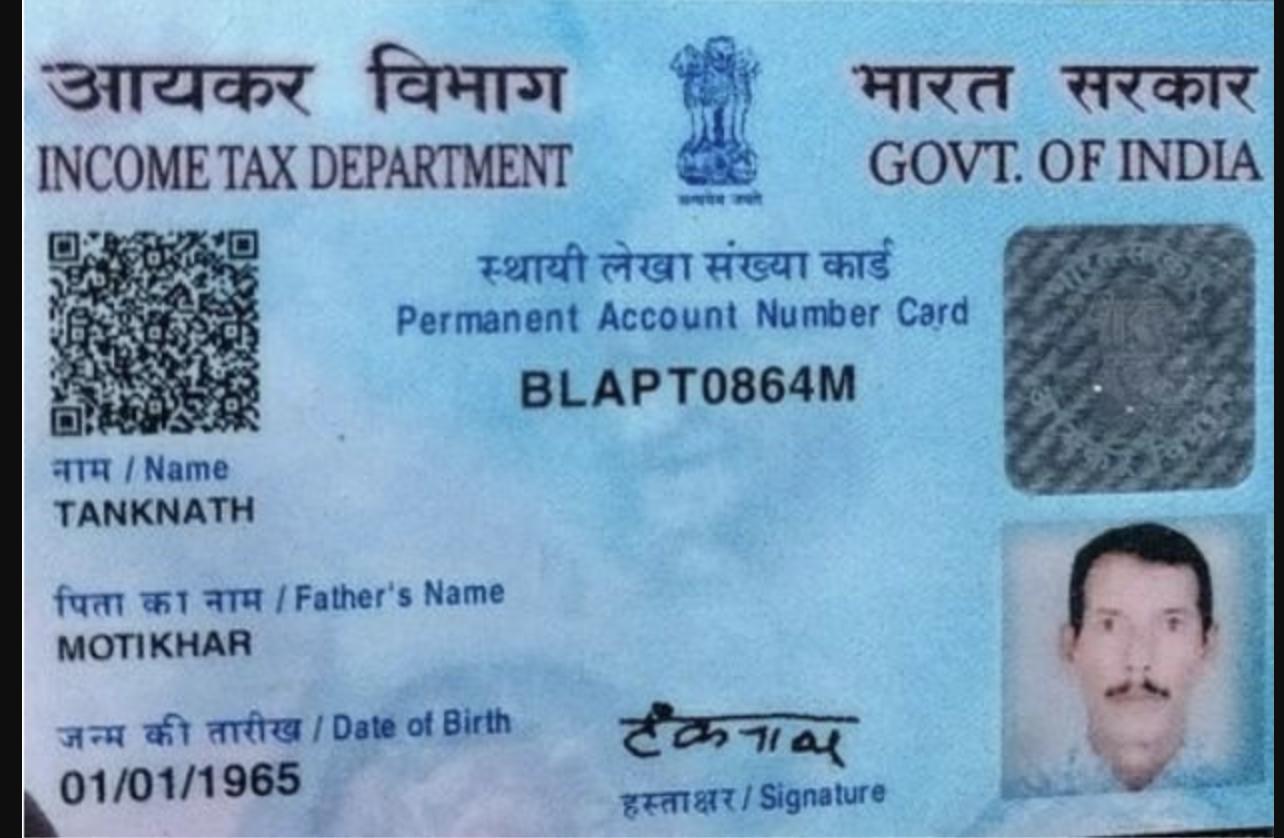 आयकर विभाग
INCOME TAX DEPARTMENT
सत्यमेव जयते
भारत सरकार
GOVT. OF INDIA
स्थायी लेखा संख्या कार्ड
Permanent Account Number Card
BLAPT0864M
नाम / Name
TANKNATH
पिता का नाम / Father's Name
MOTIKHAR
जन्म की तारीख / Date of Birth
01/01/1965
टंकनाथ
हस्ताक्षर / Signature